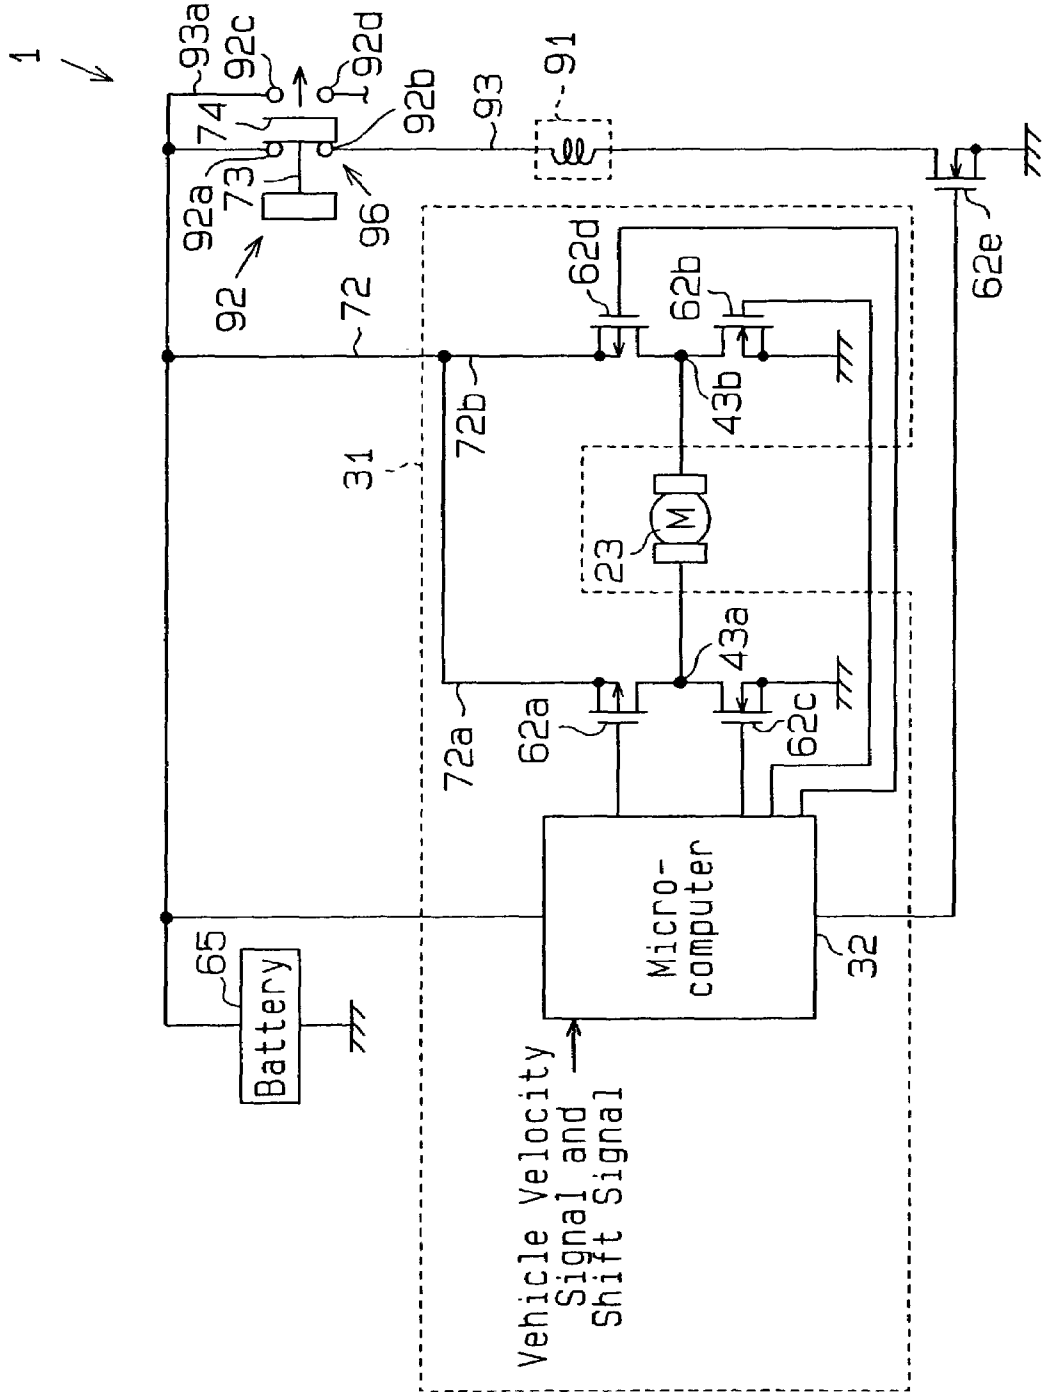 1
93a
92a
65
74
92
73
92c
Battery
31
72
96
92d
92b
72a
72b
93
Vehicle Velocity
Signal and
Shift Signal
62a
91
62d
23
M
Micro-
computer
62b
43a
43b
62c
32
62e